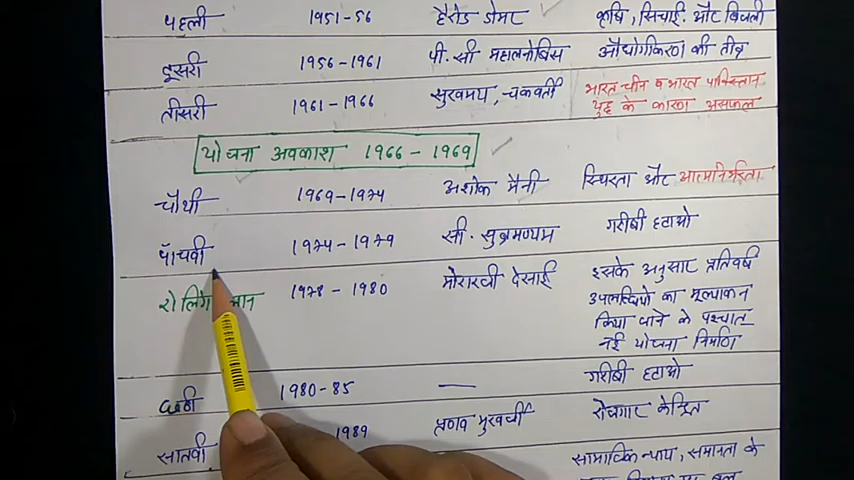 पहली 1951-56 हैरोड डोमर कृषि, सिंचाई और बिजली
दूसरी 1956-1961 पी. सी महालनोबिस औद्योगीकरण की तीव्र
तीसरी 1961-1966 सुखमय, चक्रवर्ती भारत चीन व भारत पाकिस्तान
युद्ध के कारण असफल
योजना अवकाश 1966-1969
चौथी 1969-1974 अशोक मैनी स्थिरता और आत्मनिर्भरता
पाँचवी 1974-1979 सी. सुब्रमण्यम गरीबी हटाओ
रोलिंग प्लान 1978-1980 मोरारजी देसाई इसके अनुसार प्रतिवर्ष
उपलब्धियो का मूल्यांकन
किया जाने के पश्चात
नई योजना निर्माण
छठी 1980-85 — गरीबी हटाओ
सातवी 1989 प्रणव मुखर्जी रोजगार केन्द्रित
सामाजिक न्याय, समानता के